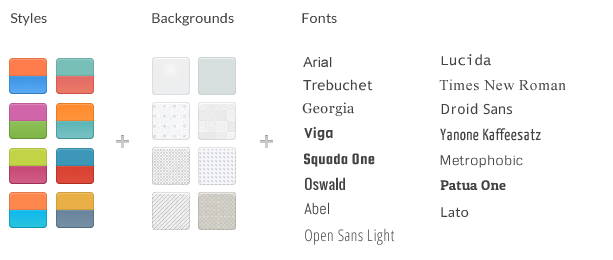 Styles
Backgrounds
Fonts
+
+
Arial
Trebuchet
Georgia
Viga
Squada One
Oswald
Abel
Open Sans Light
Lucida
Times New Roman
Droid Sans
Yanone Kaffeesatz
Metrophobic
Patua One
Lato